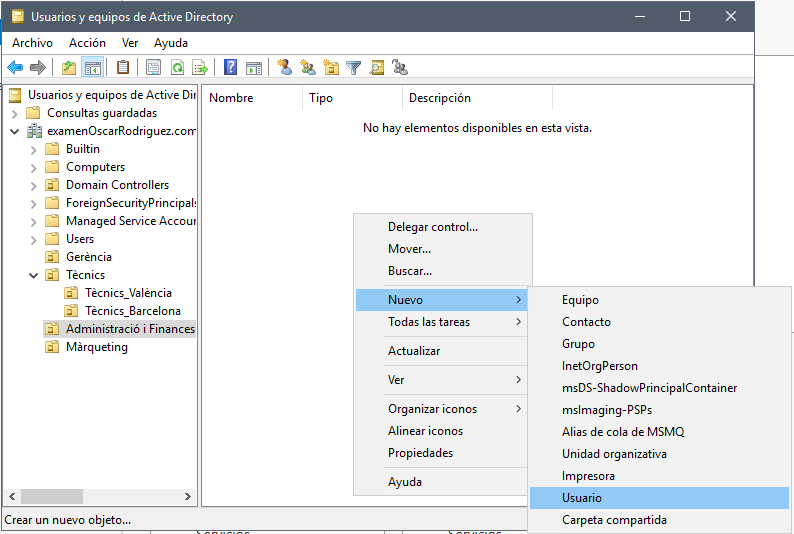 Usuarios y equipos de Active Directory
Archivo Acción Ver Ayuda
Usuarios y equipos de Active Dir
Consultas guardadas
examenOscarRodriguez.com
Builtin
Computers
Domain Controllers
ForeignSecurityPrincipals
Managed Service Accour
Users
Gerència
Tècnics
Tècnics_València
Tècnics_Barcelona
Administració i Finances
Màrqueting
Nombre Tipo Descripción
No hay elementos disponibles en esta vista.
Delegar control...
Mover...
Buscar...
Nuevo
Todas las tareas
Actualizar
Ver
Organizar iconos
Alinear iconos
Propiedades
Ayuda
Equipo
Contacto
Grupo
InetOrgPerson
msDS-ShadowPrincipalContainer
msImaging-PSPs
Alias de cola de MSMQ
Unidad organizativa
Impresora
Usuario
Carpeta compartida
Crear un nuevo objeto...
Servicios Servicios